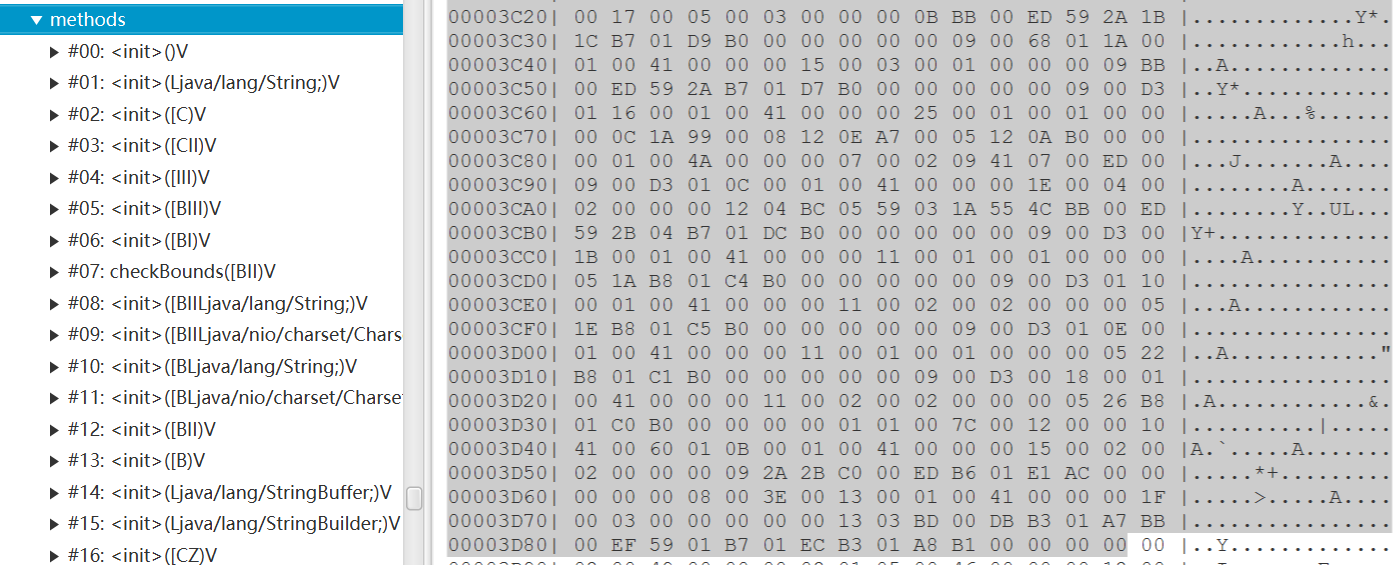 ▼ methods
▶ #00: <init>()V
▶ #01: <init>(Ljava/lang/String;)V
▶ #02: <init>([C)V
▶ #03: <init>([CII)V
▶ #04: <init>([III)V
▶ #05: <init>([BIII)V
▶ #06: <init>([BI)V
▶ #07: checkBounds([BII)V
▶ #08: <init>([BIILjava/lang/String;)V
▶ #09: <init>([BIILjava/nio/charset/Chars
▶ #10: <init>([BLjava/lang/String;)V
▶ #11: <init>([BLjava/nio/charset/Charse
▶ #12: <init>([BII)V
▶ #13: <init>([B)V
▶ #14: <init>(Ljava/lang/StringBuffer;)V
▶ #15: <init>(Ljava/lang/StringBuilder;)V
▶ #16: <init>([CZ)V
00003C20| 00 17 00 05 00 03 00 00 00 0B BB 00 ED 59 2A 1B |.............Y*.
00003C30| 1C B7 01 D9 B0 00 00 00 00 00 09 00 68 01 1A 00 |............h...
00003C40| 01 00 41 00 00 00 15 00 03 00 01 00 00 00 09 BB |..A.............
00003C50| 00 ED 59 2A B7 01 D7 B0 00 00 00 00 00 09 00 D3 |..Y*............
00003C60| 01 16 00 01 00 41 00 00 00 25 00 01 00 01 00 00 |.....A...%......
00003C70| 00 0C 1A 99 00 08 12 0E A7 00 05 12 0A B0 00 00 |................
00003C80| 00 01 00 4A 00 00 00 07 00 02 09 41 07 00 ED 00 |...J.......A....
00003C90| 09 00 D3 01 0C 00 01 00 41 00 00 00 1E 00 04 00 |........A.......
00003CA0| 02 00 00 00 12 04 BC 05 59 03 1A 55 4C BB 00 ED |........Y..UL...
00003CB0| 59 2B 04 B7 01 DC B0 00 00 00 00 00 09 00 D3 00 |Y+..............
00003CC0| 1B 00 01 00 41 00 00 00 11 00 01 00 01 00 00 00 |....A...........
00003CD0| 05 1A B8 01 C4 B0 00 00 00 00 00 09 00 D3 01 10 |................
00003CE0| 00 01 00 41 00 00 00 11 00 02 00 02 00 00 00 05 |...A............
00003CF0| 1E B8 01 C5 B0 00 00 00 00 00 09 00 D3 01 0E 00 |................
00003D00| 01 00 41 00 00 00 11 00 01 00 01 00 00 00 05 22 |..A............"
00003D10| B8 01 C1 B0 00 00 00 00 00 09 00 D3 00 18 00 01 |................
00003D20| 00 41 00 00 00 11 00 02 00 02 00 00 00 05 26 B8 |.A............&.
00003D30| 01 C0 B0 00 00 00 00 00 01 01 00 7C 00 12 00 00 10 |...........|.....
00003D40| 41 00 60 01 0B 00 01 00 41 00 00 00 15 00 02 00 |A.`.....A.......
00003D50| 02 00 00 00 09 2A 2B C0 00 ED B6 01 E1 AC 00 00 |.....*+.........
00003D60| 00 00 00 08 00 3E 00 13 00 01 00 41 00 00 00 1F |.....>.....A....
00003D70| 00 03 00 00 00 00 00 13 03 BD 00 DB B3 01 A7 BB |................
00003D80| 00 EF 59 01 B7 01 EC B3 01 A8 B1 00 00 00 00 00 |..Y.............